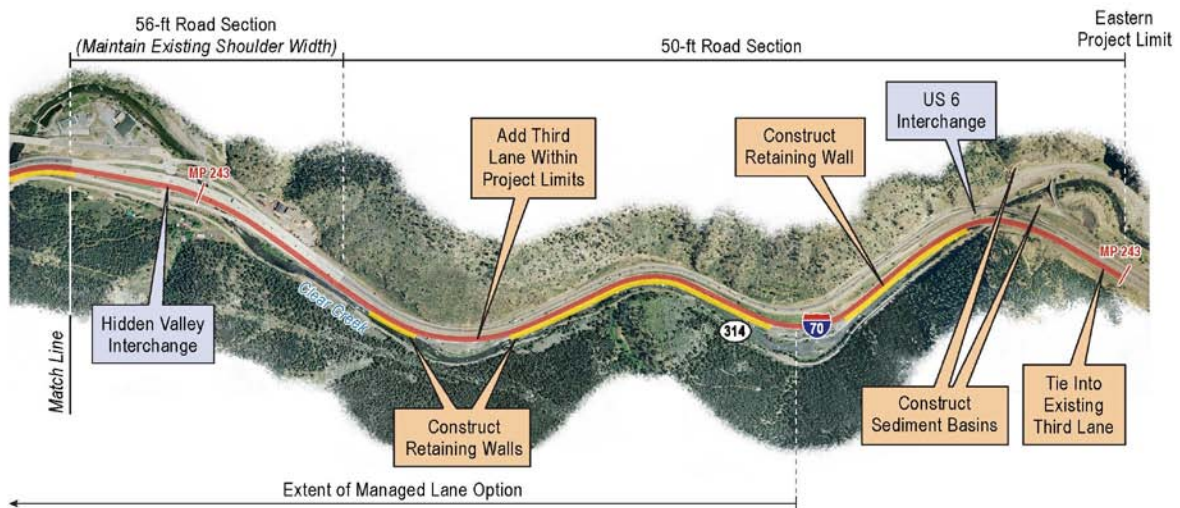 56-ft Road Section
(Maintain Existing Shoulder Width)
50-ft Road Section
Eastern
Project Limit
US 6
Interchange
Add Third
Lane Within
Project Limits
Construct
Retaining Wall
MP 243
MP 243
Clear Creek
314
70
Hidden Valley
Interchange
Match Line
Construct
Retaining Walls
Construct
Sediment Basins
Tie Into
Existing
Third Lane
Extent of Managed Lane Option